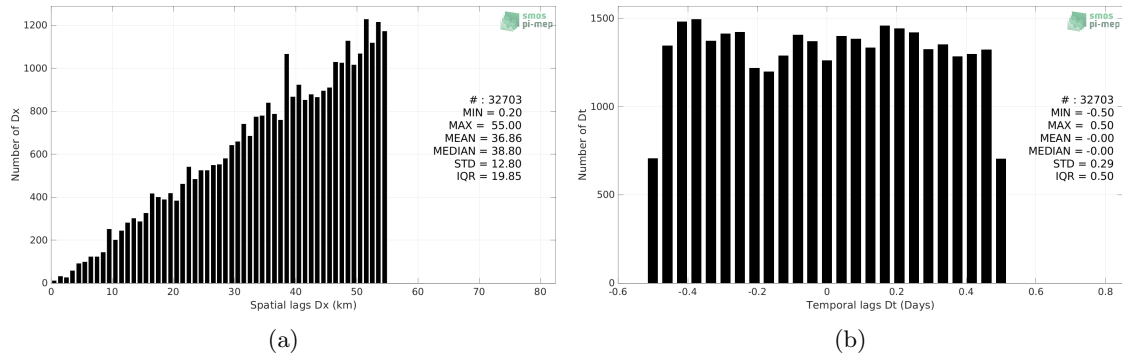 1200
1000
800
600
400
200
0
Number of Dx
0 10 20 30 40 50 60 70 80
Spatial lags Dx (km)
smos
pi-mep
# : 32703
MIN = 0.20
MAX = 55.00
MEAN = 36.86
MEDIAN = 38.80
STD = 12.80
IQR = 19.85
(a)
1500
1000
500
0
Number of Dt
-0.6 -0.4 -0.2 0 0.2 0.4 0.6 0.8
Temporal lags Dt (Days)
smos
pi-mep
# : 32703
MIN = -0.50
MAX = 0.50
MEAN = -0.00
MEDIAN = -0.00
STD = 0.29
IQR = 0.50
(b)